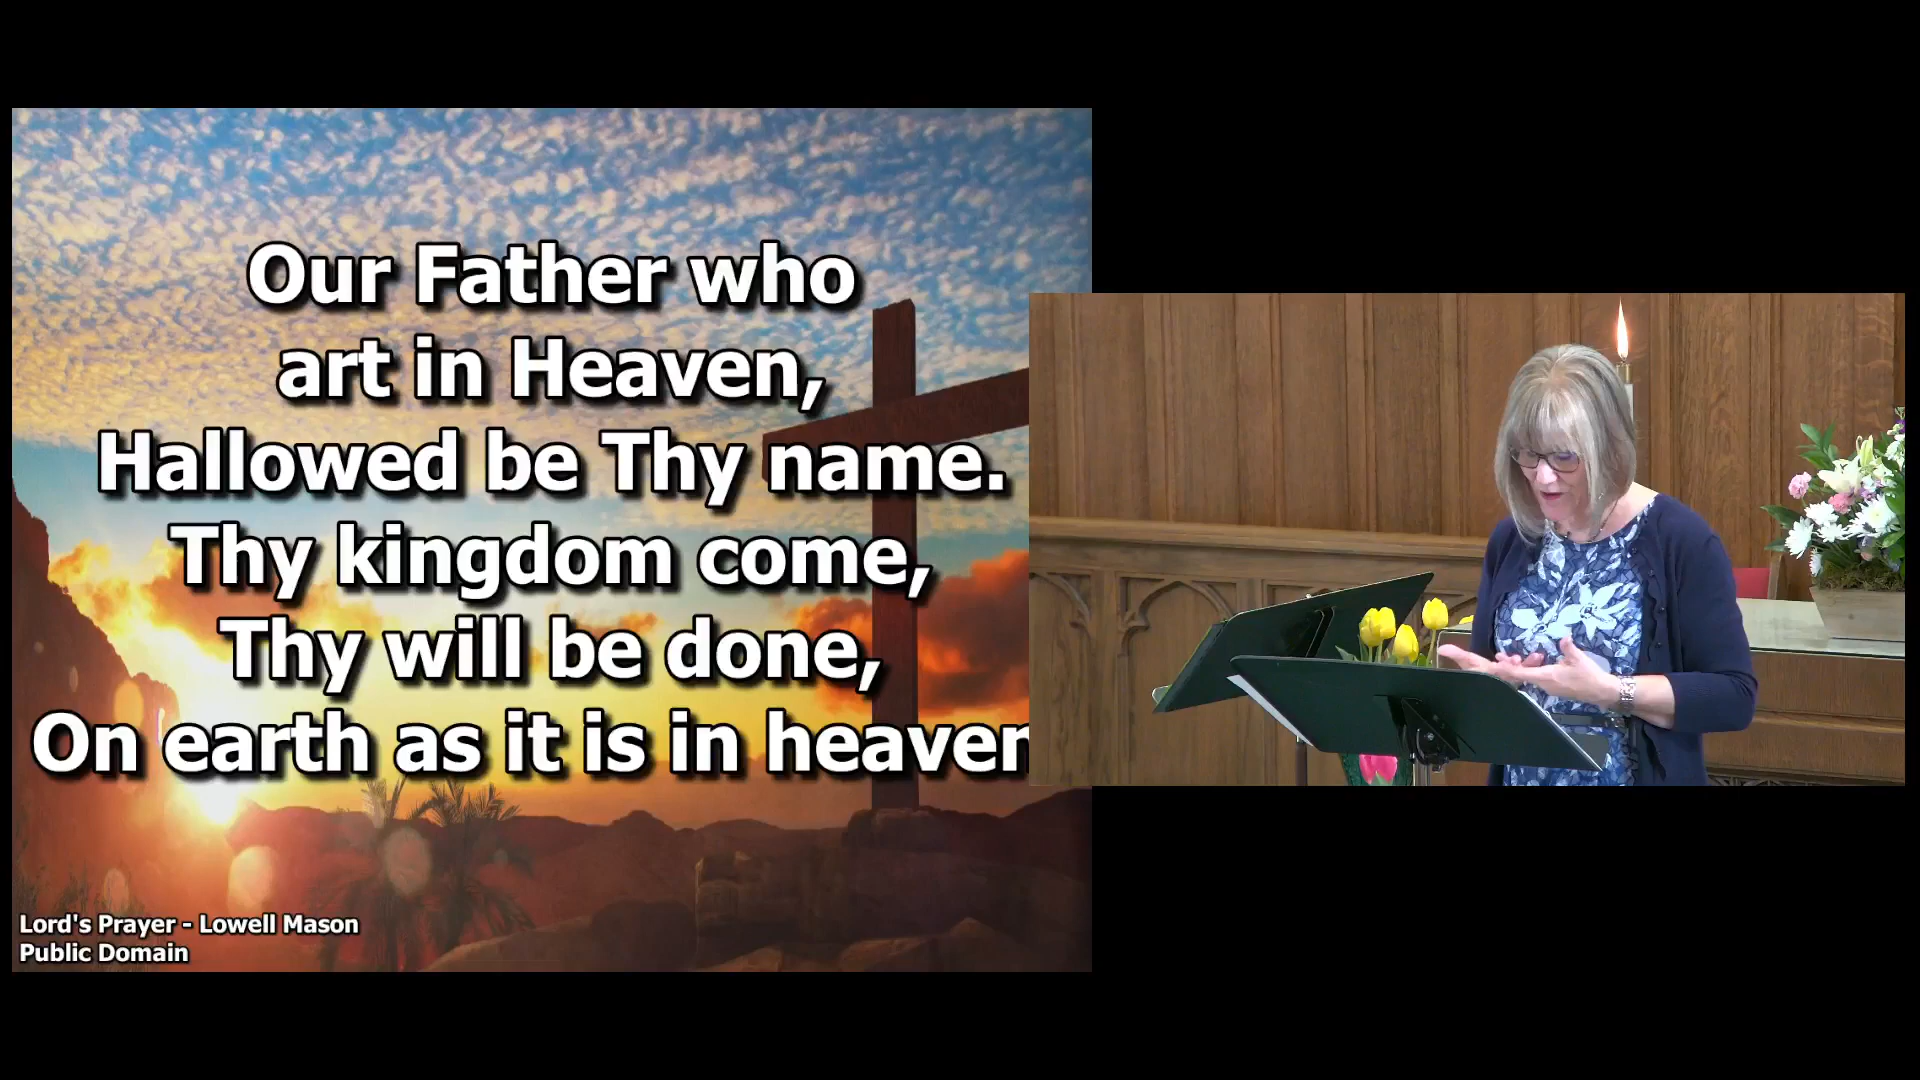 Our Father who
art in Heaven,
Hallowed be Thy name.
Thy kingdom come,
Thy will be done,
On earth as it is in heaven
Lord's Prayer - Lowell Mason
Public Domain